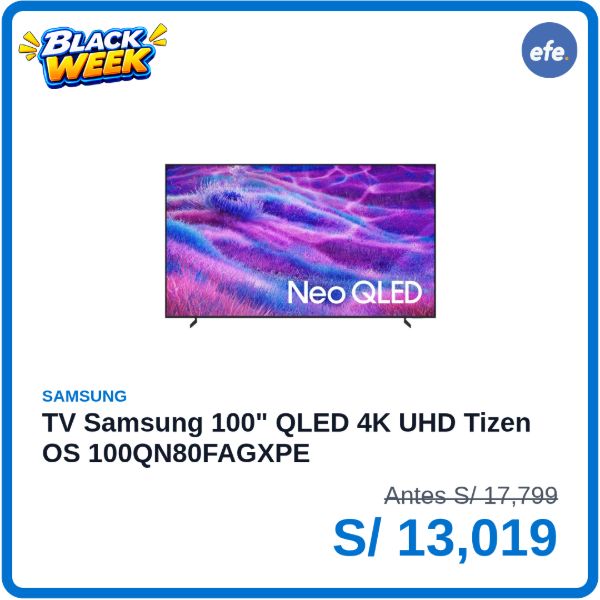 BLACK
WEEK
efe.
Neo QLED
SAMSUNG
TV Samsung 100" QLED 4K UHD Tizen
OS 100QN80FAGXPE
Antes S/ 17,799
S/ 13,019